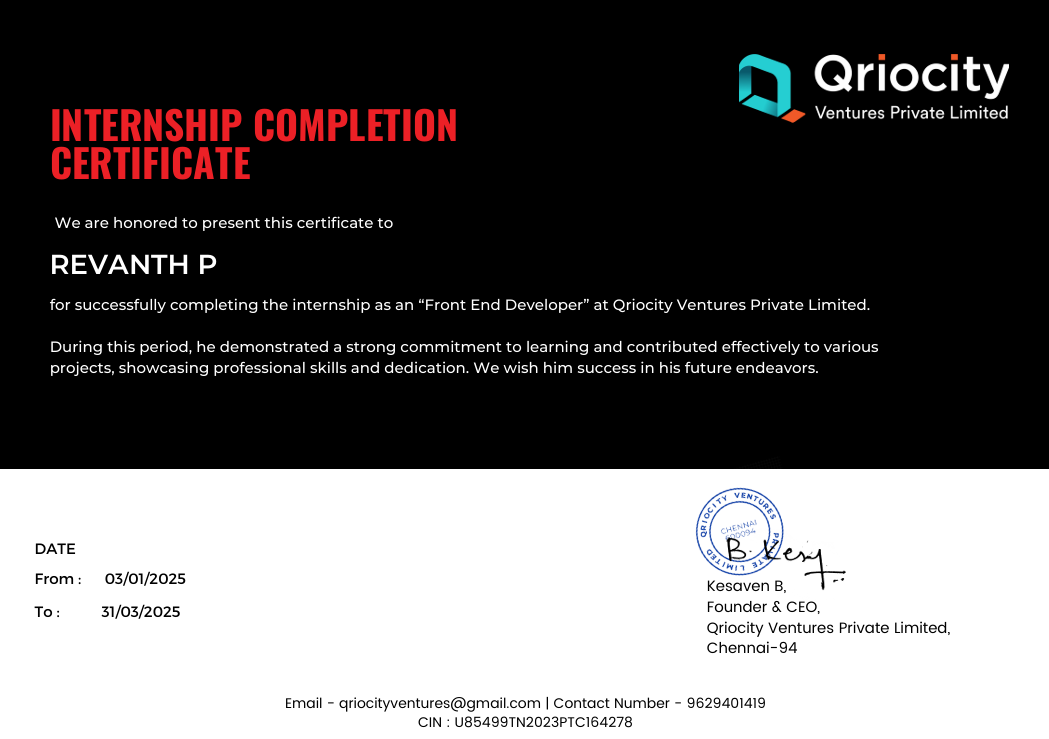 Qriocity
Ventures Private Limited
INTERNSHIP COMPLETION
CERTIFICATE
We are honored to present this certificate to
REVANTH P
for successfully completing the internship as an “Front End Developer” at Qriocity Ventures Private Limited.
During this period, he demonstrated a strong commitment to learning and contributed effectively to various
projects, showcasing professional skills and dedication. We wish him success in his future endeavors.
DATE
From : 03/01/2025
To : 31/03/2025
QRIOCITY VENTURES PRIVATE LIMITED
CHENNAI
600094
B. Kesy
Kesaven B,
Founder & CEO,
Qriocity Ventures Private Limited,
Chennai-94
Email - qriocityventures@gmail.com | Contact Number - 9629401419
CIN : U85499TN2023PTC164278